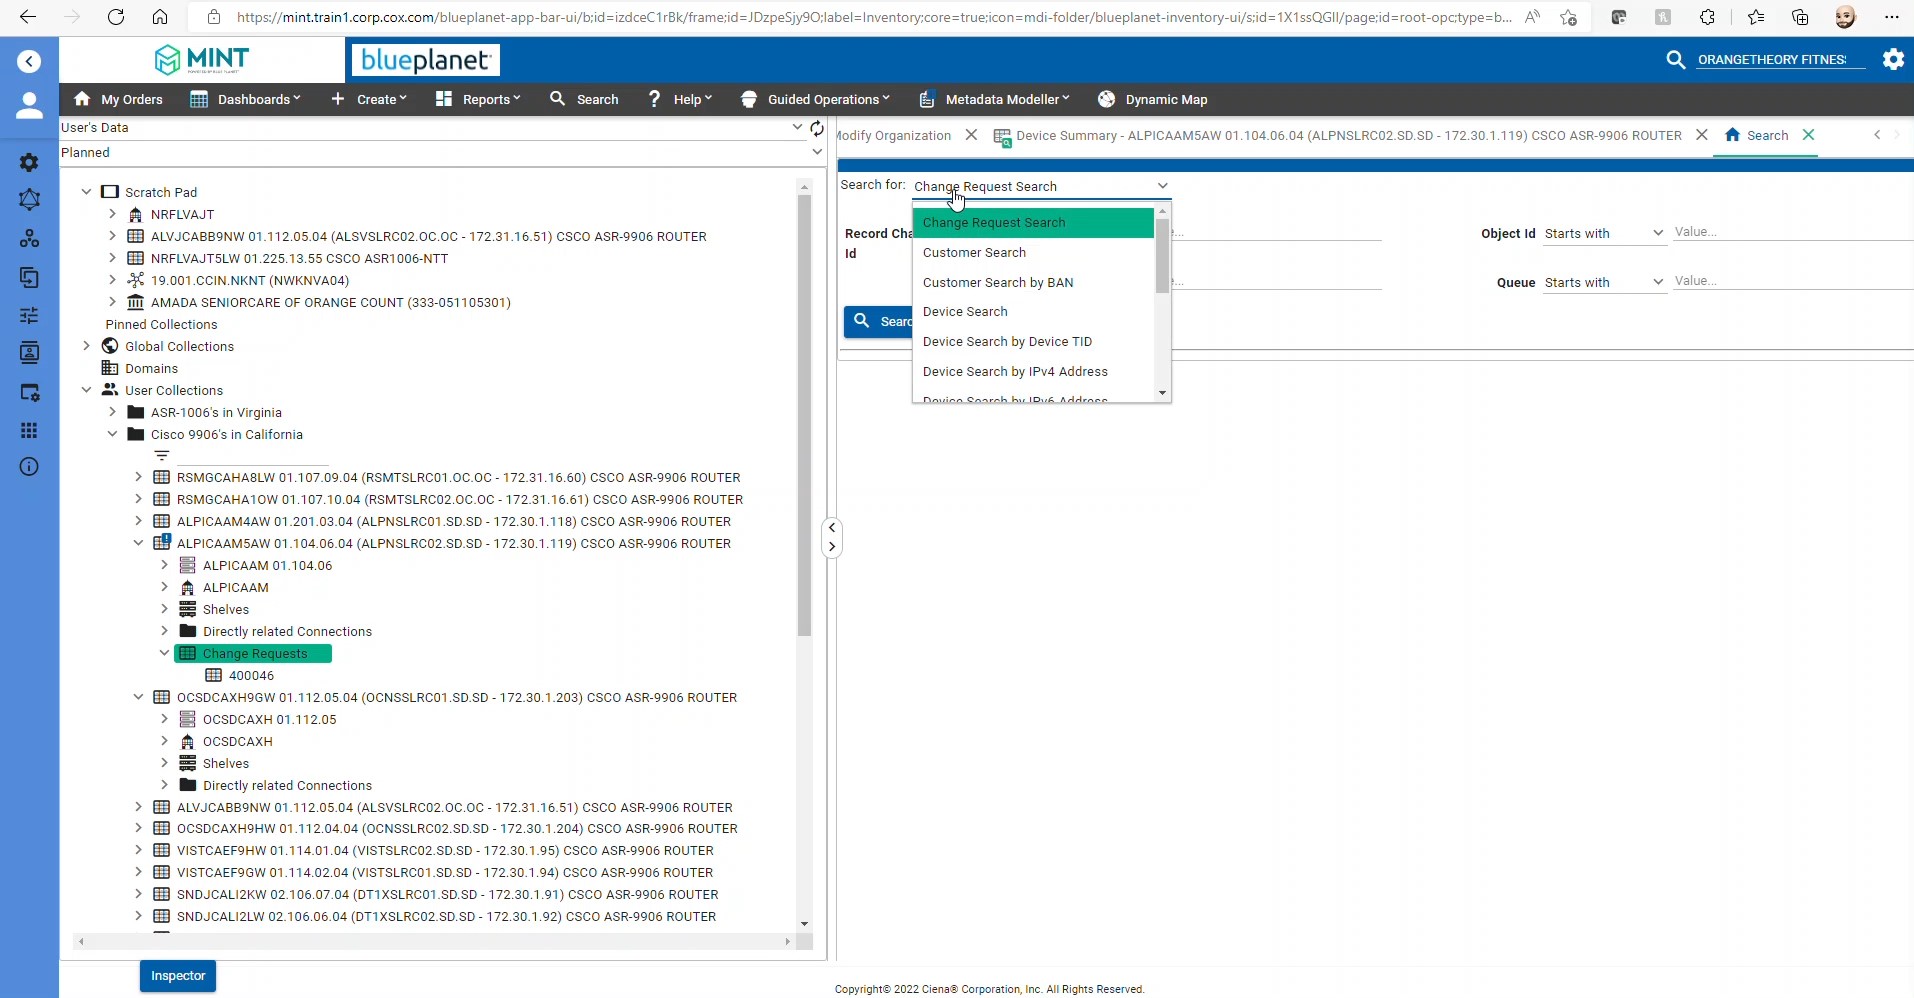 https://mint.train1.corp.cox.com/blueplanet-app-bar-ui/b;id=izdceC1rBk/frame;id=JDzpeSjy9O;label=Inventory;core=true;icon=mdi-folder/blueplanet-inventory-ui/s;id=1X1ssQGII/page;id=root-opc;type=b...
MINT
blueplanet
ORANGETHEORY FITNES
My Orders
Dashboards
Create
Reports
Search
Help
Guided Operations
Metadata Modeller
Dynamic Map
User's Data
Planned
Scratch Pad
NRFLVAJT
ALVJCABB9NW 01.112.05.04 (ALSVSLRC02.OC.OC - 172.31.16.51) CSCO ASR-9906 ROUTER
NRFLVAJT5LW 01.225.13.55 CSCO ASR1006-NTT
19.001.CCIN.NKNT (NWKNVA04)
AMADA SENIORCARE OF ORANGE COUNT (333-051105301)
Pinned Collections
Global Collections
Domains
User Collections
ASR-1006's in Virginia
Cisco 9906's in California
RSMGCAHA8LW 01.107.09.04 (RSMTSLRC01.OC.OC - 172.31.16.60) CSCO ASR-9906 ROUTER
RSMGCAHA1OW 01.107.10.04 (RSMTSLRC02.OC.OC - 172.31.16.61) CSCO ASR-9906 ROUTER
ALPICAAM4AW 01.201.03.04 (ALPNSLRC01.SD.SD - 172.30.1.118) CSCO ASR-9906 ROUTER
ALPICAAM5AW 01.104.06.04 (ALPNSLRC02.SD.SD - 172.30.1.119) CSCO ASR-9906 ROUTER
ALPICAAM 01.104.06
ALPICAAM
Shelves
Directly related Connections
Change Requests
400046
OCSDCAXH9GW 01.112.05.04 (OCNSSLRC01.SD.SD - 172.30.1.203) CSCO ASR-9906 ROUTER
OCSDCAXH 01.112.05
OCSDCAXH
Shelves
Directly related Connections
ALVJCABB9NW 01.112.05.04 (ALSVSLRC02.OC.OC - 172.31.16.51) CSCO ASR-9906 ROUTER
OCSDCAXH9HW 01.112.04.04 (OCNSSLRC02.SD.SD - 172.30.1.204) CSCO ASR-9906 ROUTER
VISTCAEF9HW 01.114.01.04 (VISTSLRC02.SD.SD - 172.30.1.95) CSCO ASR-9906 ROUTER
VISTCAEF9GW 01.114.02.04 (VISTSLRC01.SD.SD - 172.30.1.94) CSCO ASR-9906 ROUTER
SNDJCALI2KW 02.106.07.04 (DT1XSLRC01.SD.SD - 172.30.1.91) CSCO ASR-9906 ROUTER
SNDJCALI2LW 02.106.06.04 (DT1XSLRC02.SD.SD - 172.30.1.92) CSCO ASR-9906 ROUTER
Inspector
Modify Organization
Device Summary - ALPICAAM5AW 01.104.06.04 (ALPNSLRC02.SD.SD - 172.30.1.119) CSCO ASR-9906 ROUTER
Search
Search for: Change Request Search
Change Request Search
Customer Search
Customer Search by BAN
Device Search
Device Search by Device TID
Device Search by IPv4 Address
Device Search by IPv6 Address
Record Cha
Id
Object Id Starts with Value...
Queue Starts with Value...
Searc
Copyright© 2022 Ciena® Corporation, Inc. All Rights Reserved.